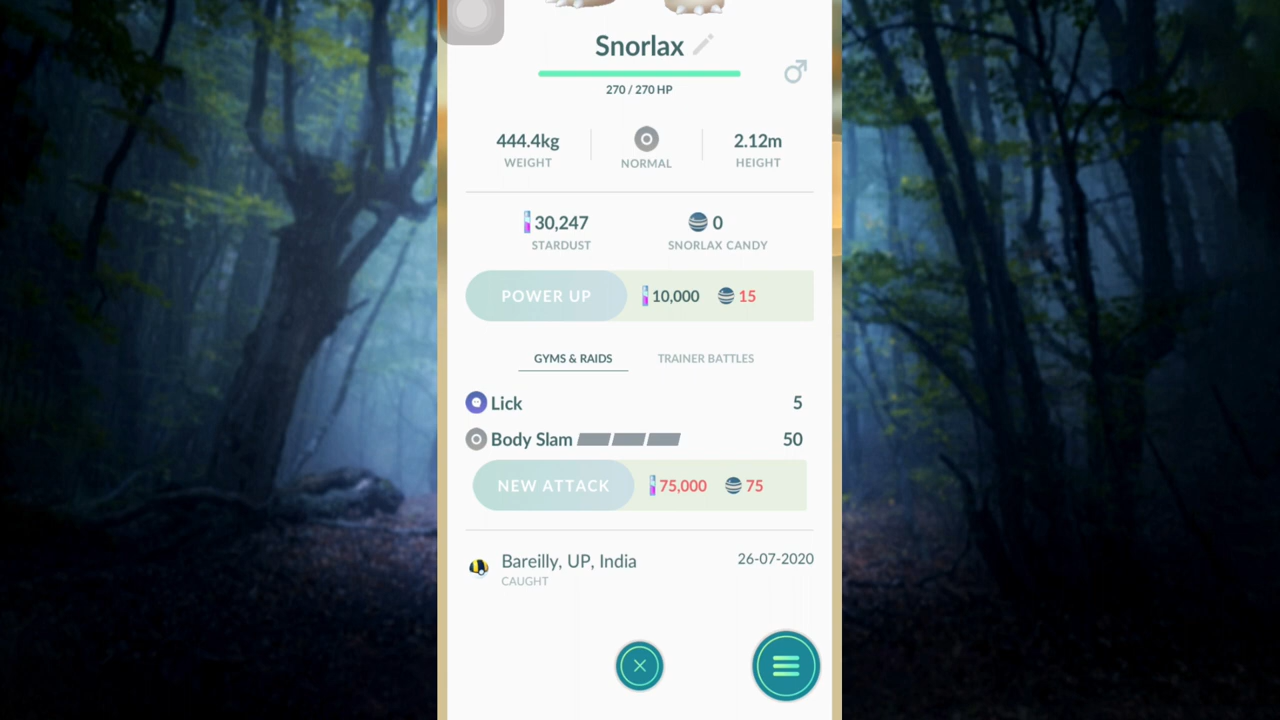 Snorlax
270 / 270 HP
444.4kg
WEIGHT
NORMAL
2.12m
HEIGHT
30,247
STARDUST
0
SNORLAX CANDY
POWER UP 10,000 15
GYMS & RAIDS TRAINER BATTLES
Lick 5
Body Slam 50
NEW ATTACK 75,000 75
Bareilly, UP, India 26-07-2020
CAUGHT